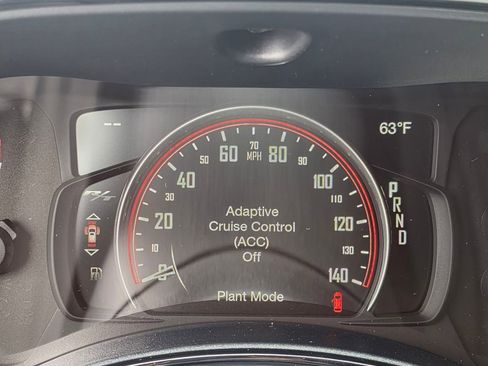 --
63°F
70
MPH
60 80
50 90
40 100
30 110
20 120
10 130
0 140
R/T
P
R
N
D
Adaptive
Cruise Control
(ACC)
Off
Plant Mode